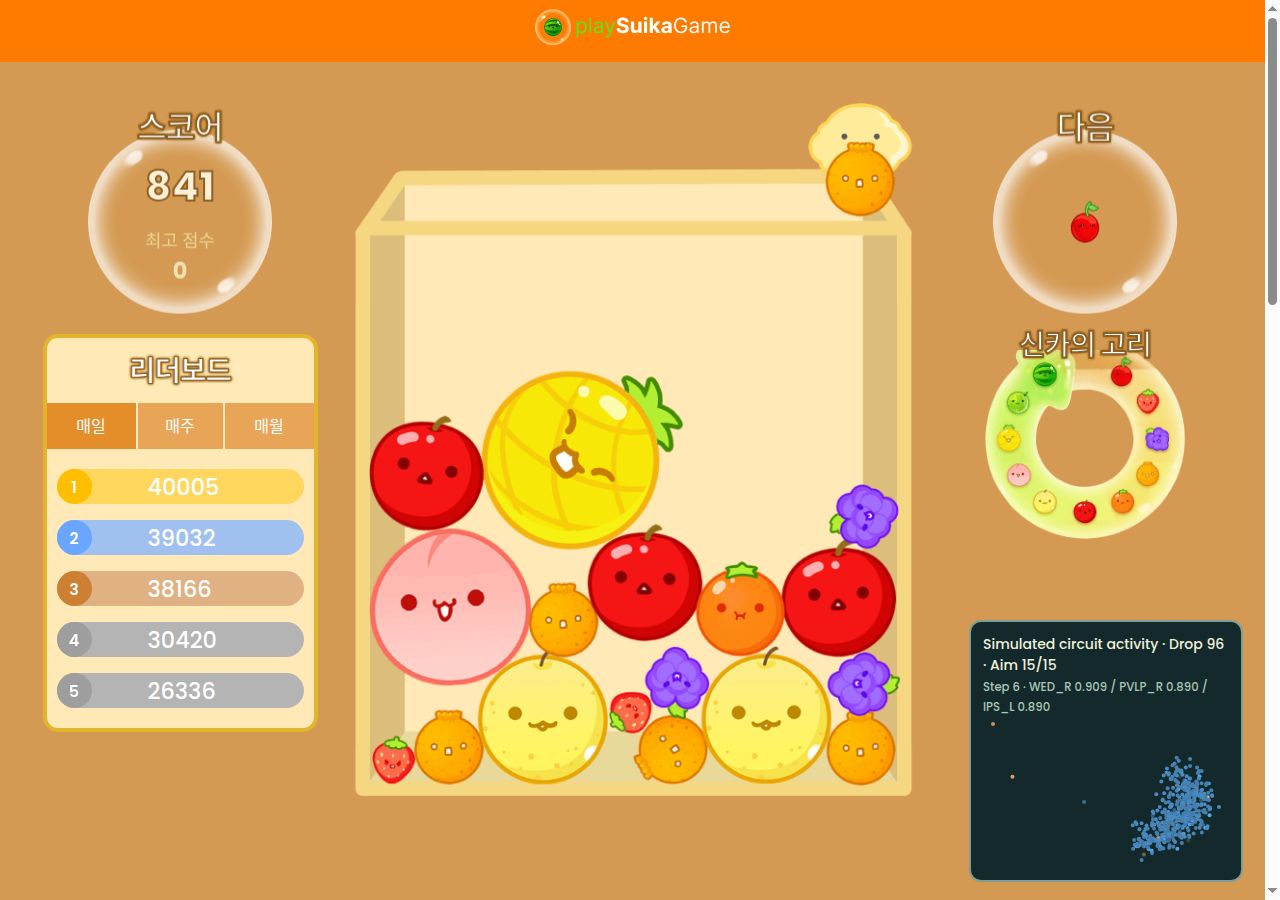 playSuikaGame
스코어
841
최고 점수
0
리더보드
매일 매주 매월
1 40005
2 39032
3 38166
4 30420
5 26336
다음
신카의 고리
Simulated circuit activity · Drop 96
· Aim 15/15
Step 6 · WED_R 0.909 / PVLP_R 0.890 /
IPS_L 0.890